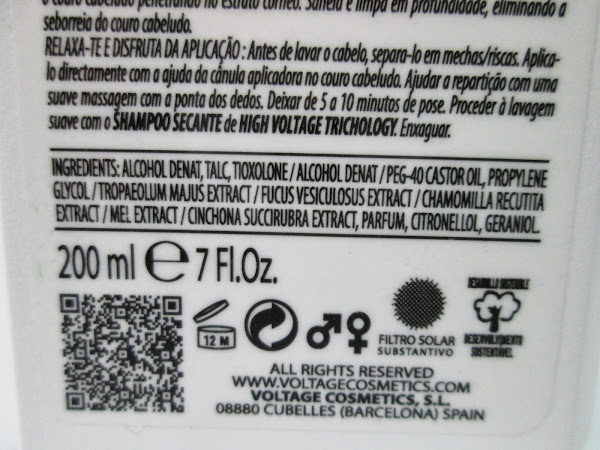 o couro cabeludo penetrando no estrato córneo. Saneia e limpa em profundidade, eliminando a
seborreia do couro cabeludo.
RELAXA-TE E DISFRUTA DA APLICAÇÃO : Antes de lavar o cabelo, separa-lo em mechas/riscas. Aplica-
lo directamente com a ajuda da cânula aplicadora no couro cabeludo. Ajudar a repartição com uma
suave massagem com a ponta dos dedos. Deixar de 5 a 10 minutos de pose. Proceder à lavagem
suave com o SHAMPOO SECANTE de HIGH VOLTAGE TRICHOLOGY. Enxaguar.
INGREDIENTS: ALCOHOL DENAT, TALC, TIOXOLONE / ALCOHOL DENAT / PEG-40 CASTOR OIL, PROPYLENE
GLYCOL / TROPAEOLUM MAJUS EXTRACT / FUCUS VESICULOSUS EXTRACT / CHAMOMILLA RECUTITA
EXTRACT / MEL EXTRACT / CINCHONA SUCCIRUBRA EXTRACT, PARFUM, CITRONELLOL, GERANIOL.
200 ml e 7 Fl.Oz.
12 M
FILTRO SOLAR
SUBSTANTIVO
DESARROLLO SOSTENIBLE
DESENVOLVIMENTO
SUSTENTÁVEL
ALL RIGHTS RESERVED
WWW.VOLTAGECOSMETICS.COM
VOLTAGE COSMETICS, S.L.
08880 CUBELLES (BARCELONA) SPAIN